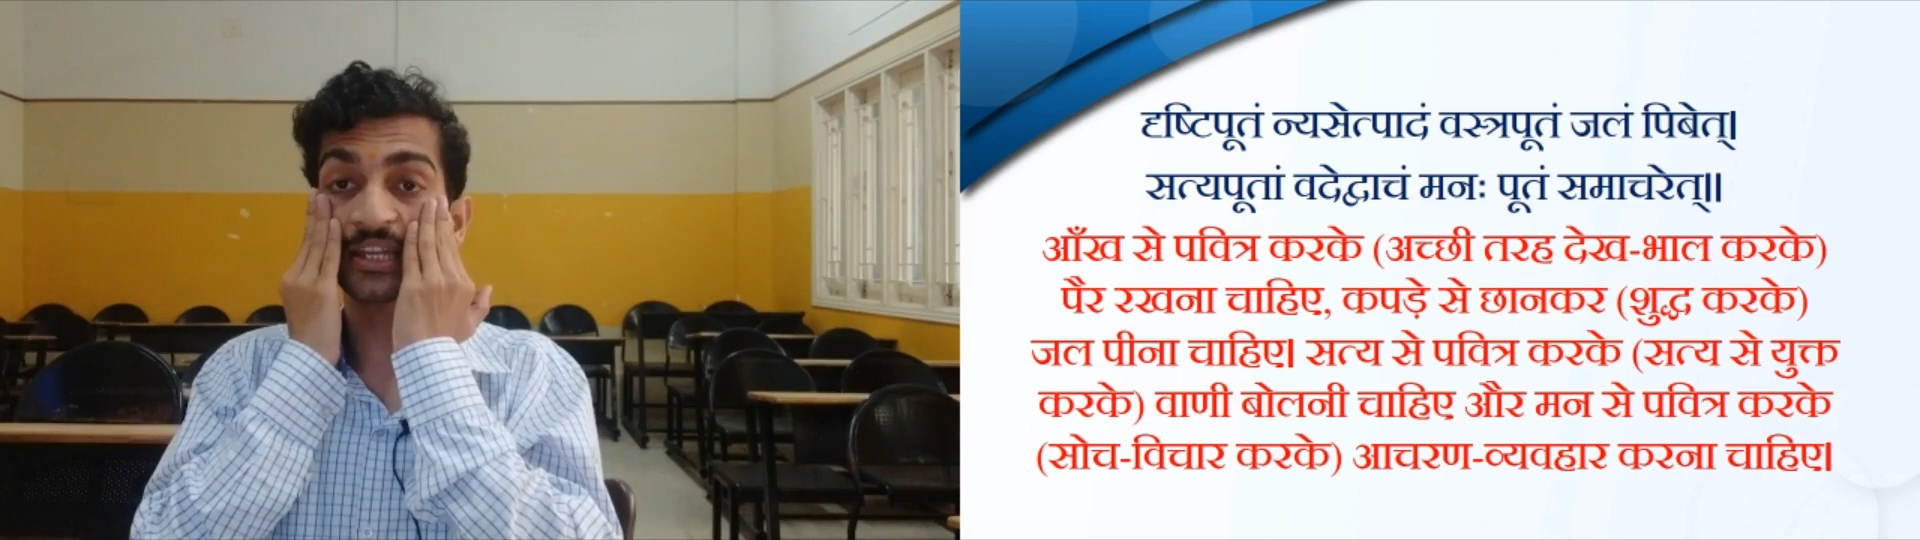 दृष्टिपूतं न्यसेत्पादं वस्त्रपूतं जलं पिबेत्।
सत्यपूतां वदेद्वाचं मनः पूतं समाचरेत्॥
आँख से पवित्र करके (अच्छी तरह देख-भाल करके)
पैर रखना चाहिए, कपड़े से छानकर (शुद्ध करके)
जल पीना चाहिए। सत्य से पवित्र करके (सत्य से युक्त
करके) वाणी बोलनी चाहिए और मन से पवित्र करके
(सोच-विचार करके) आचरण-व्यवहार करना चाहिए।